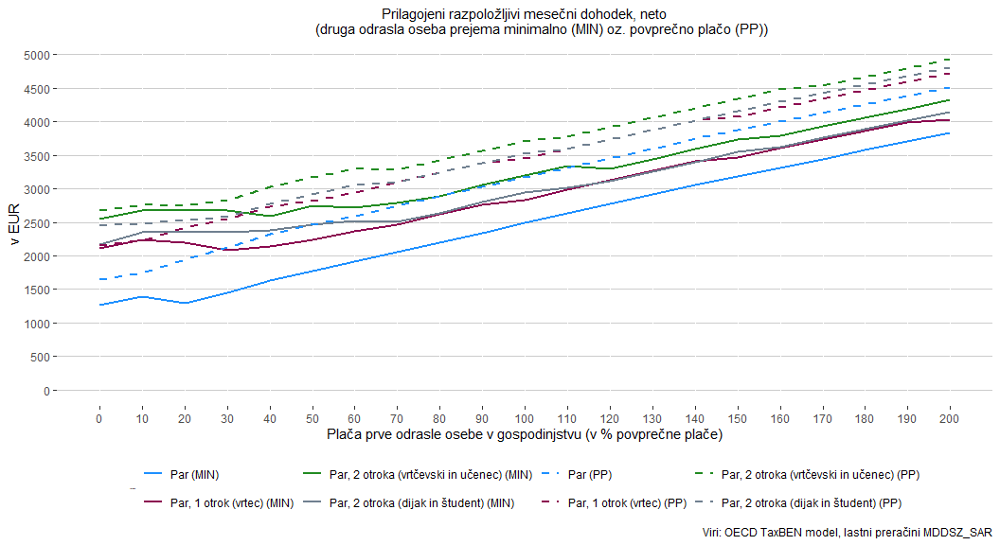 Prilagojeni razpoložljivi mesečni dohodek, neto
(druga odrasla oseba prejema minimalno (MIN) oz. povprečno plačo (PP))
v EUR
5000
4500
4000
3500
3000
2500
2000
1500
1000
500
0
0 10 20 30 40 50 60 70 80 90 100 110 120 130 140 150 160 170 180 190 200
Plača prve odrasle osebe v gospodinjstvu (v % povprečne plače)
Par (MIN) Par, 2 otroka (vrtčevski in učenec) (MIN) Par (PP) Par, 2 otroka (vrtčevski in učenec) (PP)
Par, 1 otrok (vrtec) (MIN) Par, 2 otroka (dijak in študent) (MIN) Par, 1 otrok (vrtec) (PP) Par, 2 otroka (dijak in študent) (PP)
Viri: OECD TaxBEN model, lastni preračini MDDSZ_SAR